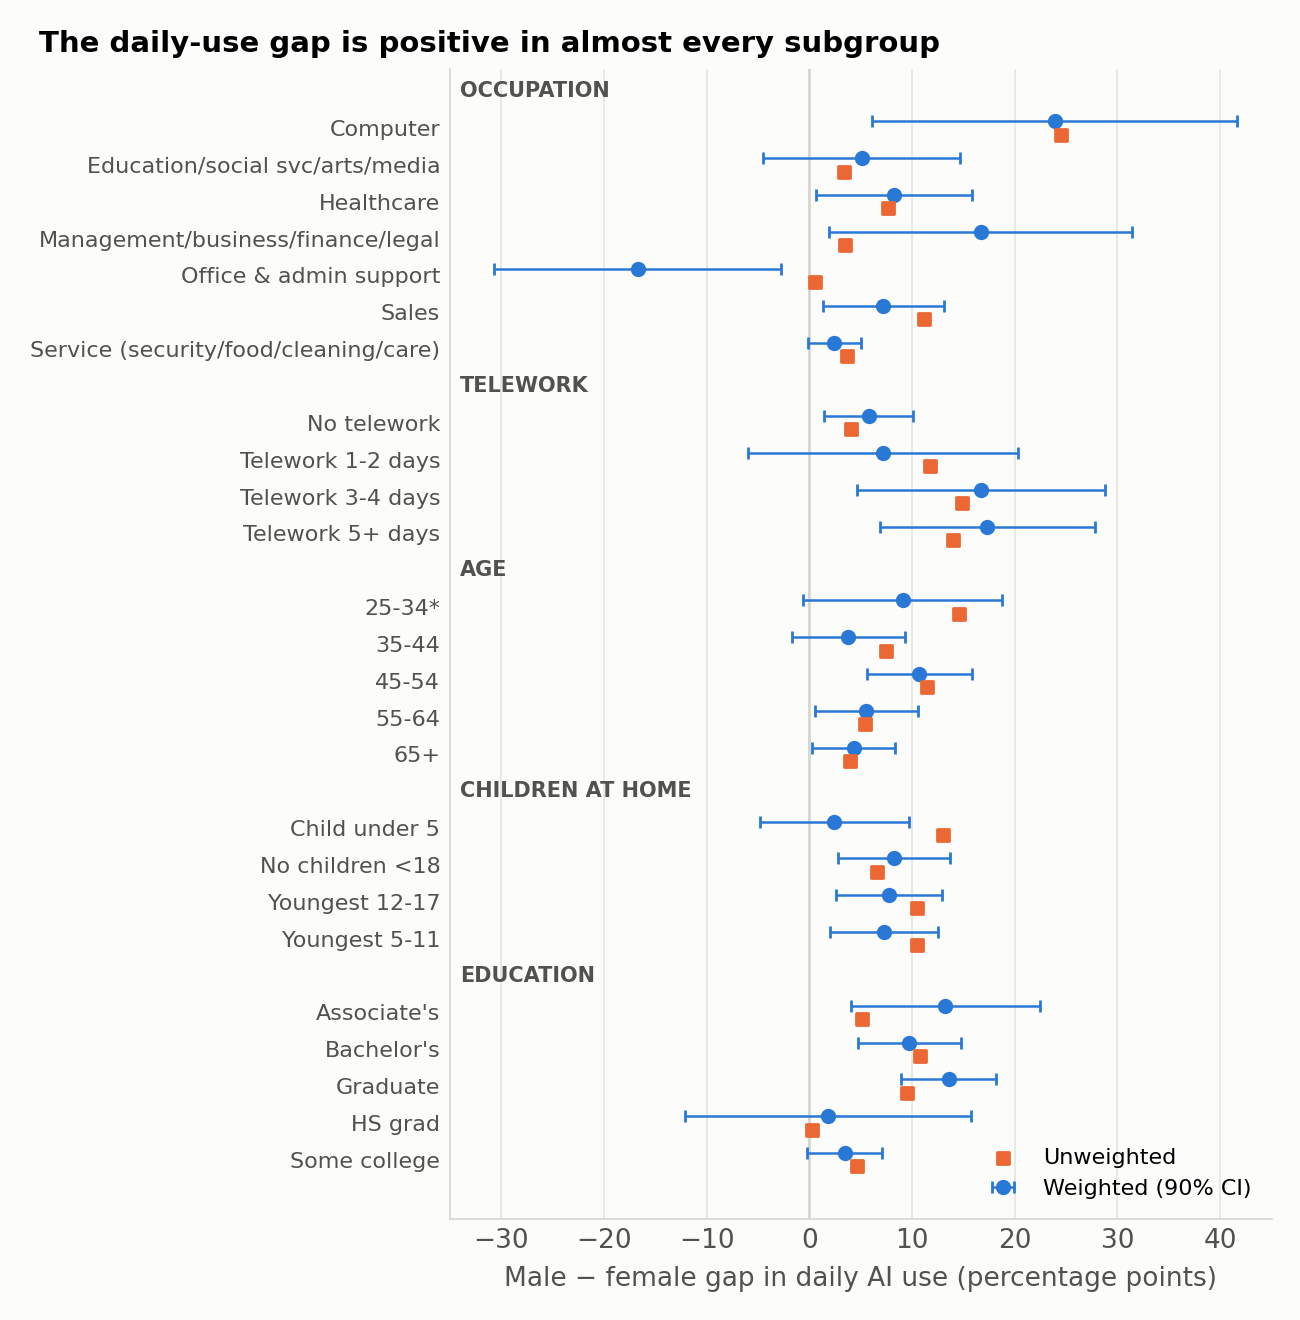 The daily-use gap is positive in almost every subgroup
OCCUPATION
Computer
Education/social svc/arts/media
Healthcare
Management/business/finance/legal
Office & admin support
Sales
Service (security/food/cleaning/care)
TELEWORK
No telework
Telework 1-2 days
Telework 3-4 days
Telework 5+ days
AGE
25-34*
35-44
45-54
55-64
65+
CHILDREN AT HOME
Child under 5
No children <18
Youngest 12-17
Youngest 5-11
EDUCATION
Associate's
Bachelor's
Graduate
HS grad
Some college
Unweighted
Weighted (90% CI)
−30 −20 −10 0 10 20 30 40
Male − female gap in daily AI use (percentage points)